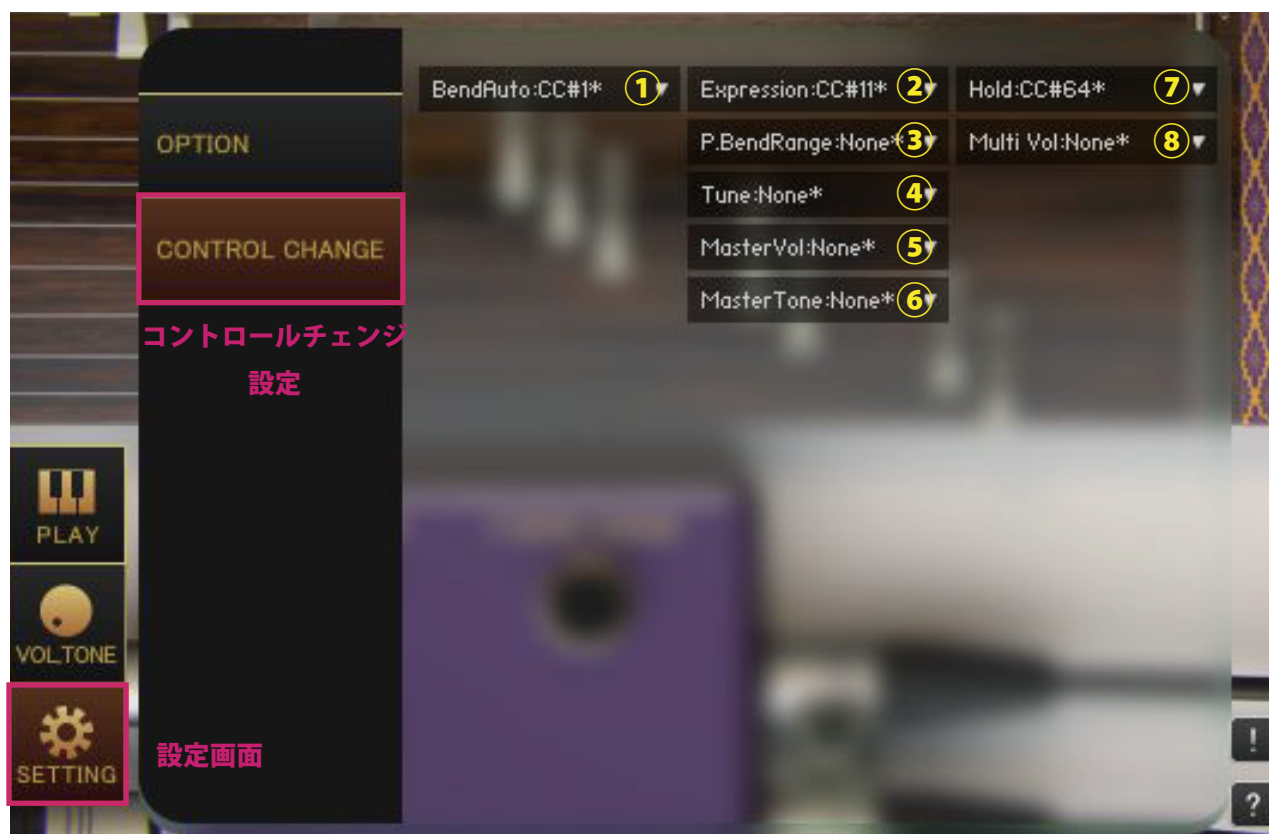 BendAuto:CC#1* ①▼
Expression:CC#11* ②▼
Hold:CC#64* ⑦▼
OPTION
P.BendRange:None* ③▼
Multi Vol:None* ⑧▼
Tune:None* ④▼
CONTROL CHANGE
MasterVol:None* ⑤▼
MasterTone:None* ⑥▼
コントロールチェンジ
設定
PLAY
VOL.TONE
SETTING
設定画面
!
?